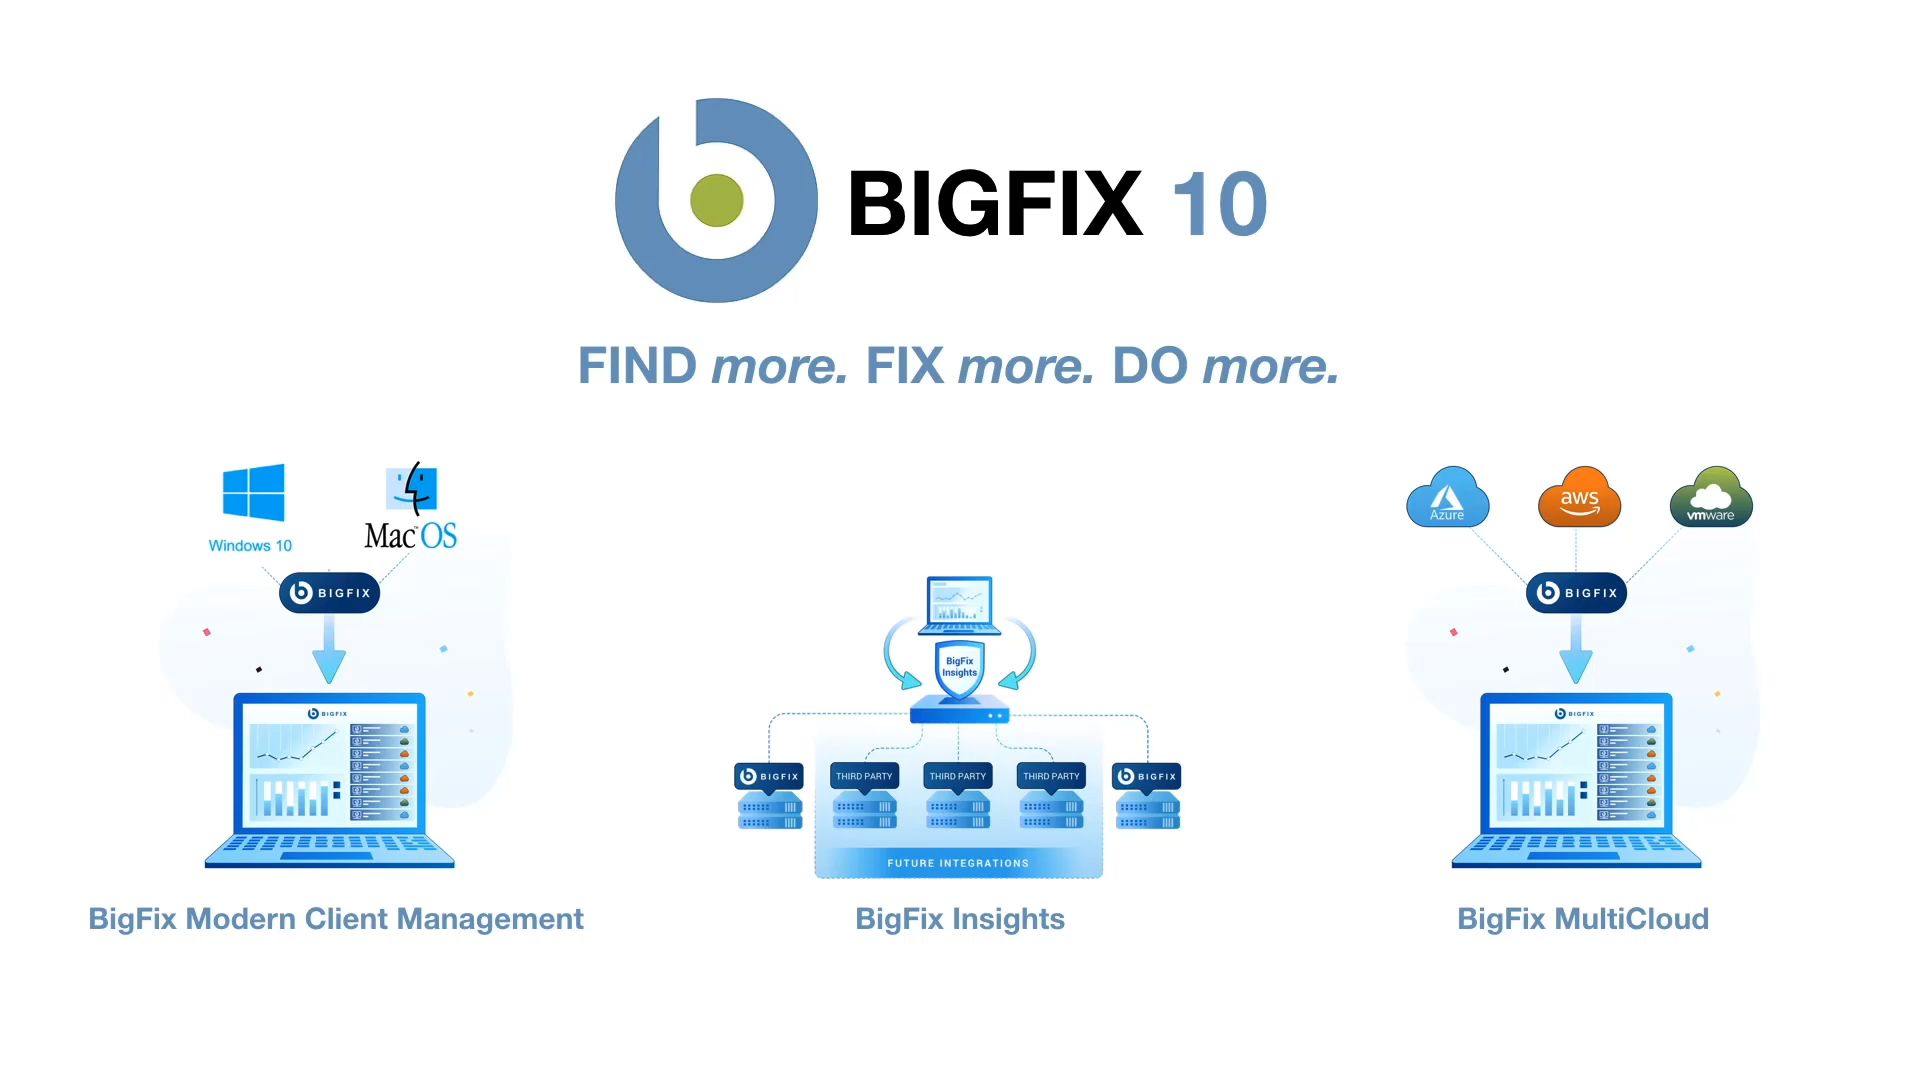 BIGFIX 10
FIND more. FIX more. DO more.
Windows 10
Mac OS
BIGFIX
BIGFIX
BigFix Modern Client Management
BigFix
Insights
BIGFIX
THIRD PARTY
THIRD PARTY
THIRD PARTY
BIGFIX
FUTURE INTEGRATIONS
BigFix Insights
Azure
aws
vmware
BIGFIX
BIGFIX
BigFix MultiCloud